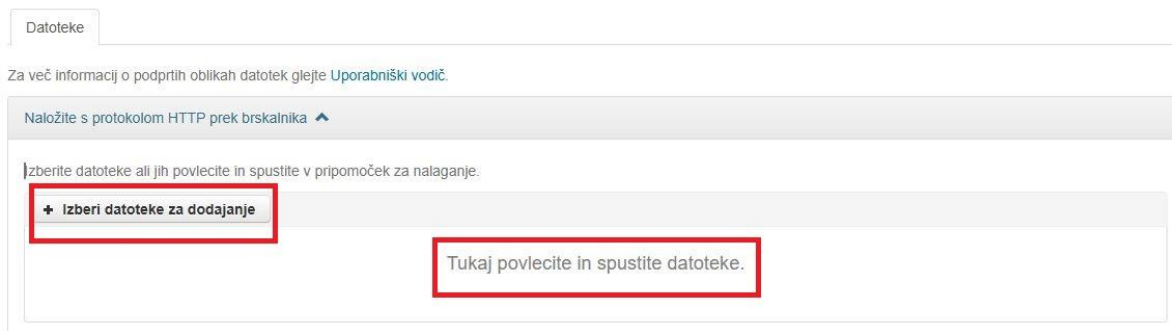 Datoteke
Za več informacij o podprtih oblikah datotek glejte Uporabniški vodič.
Naložite s protokolom HTTP prek brskalnika
Izberite datoteke ali jih povlecite in spustite v pripomoček za nalaganje.
+ Izberi datoteke za dodajanje
Tukaj povlecite in spustite datoteke.